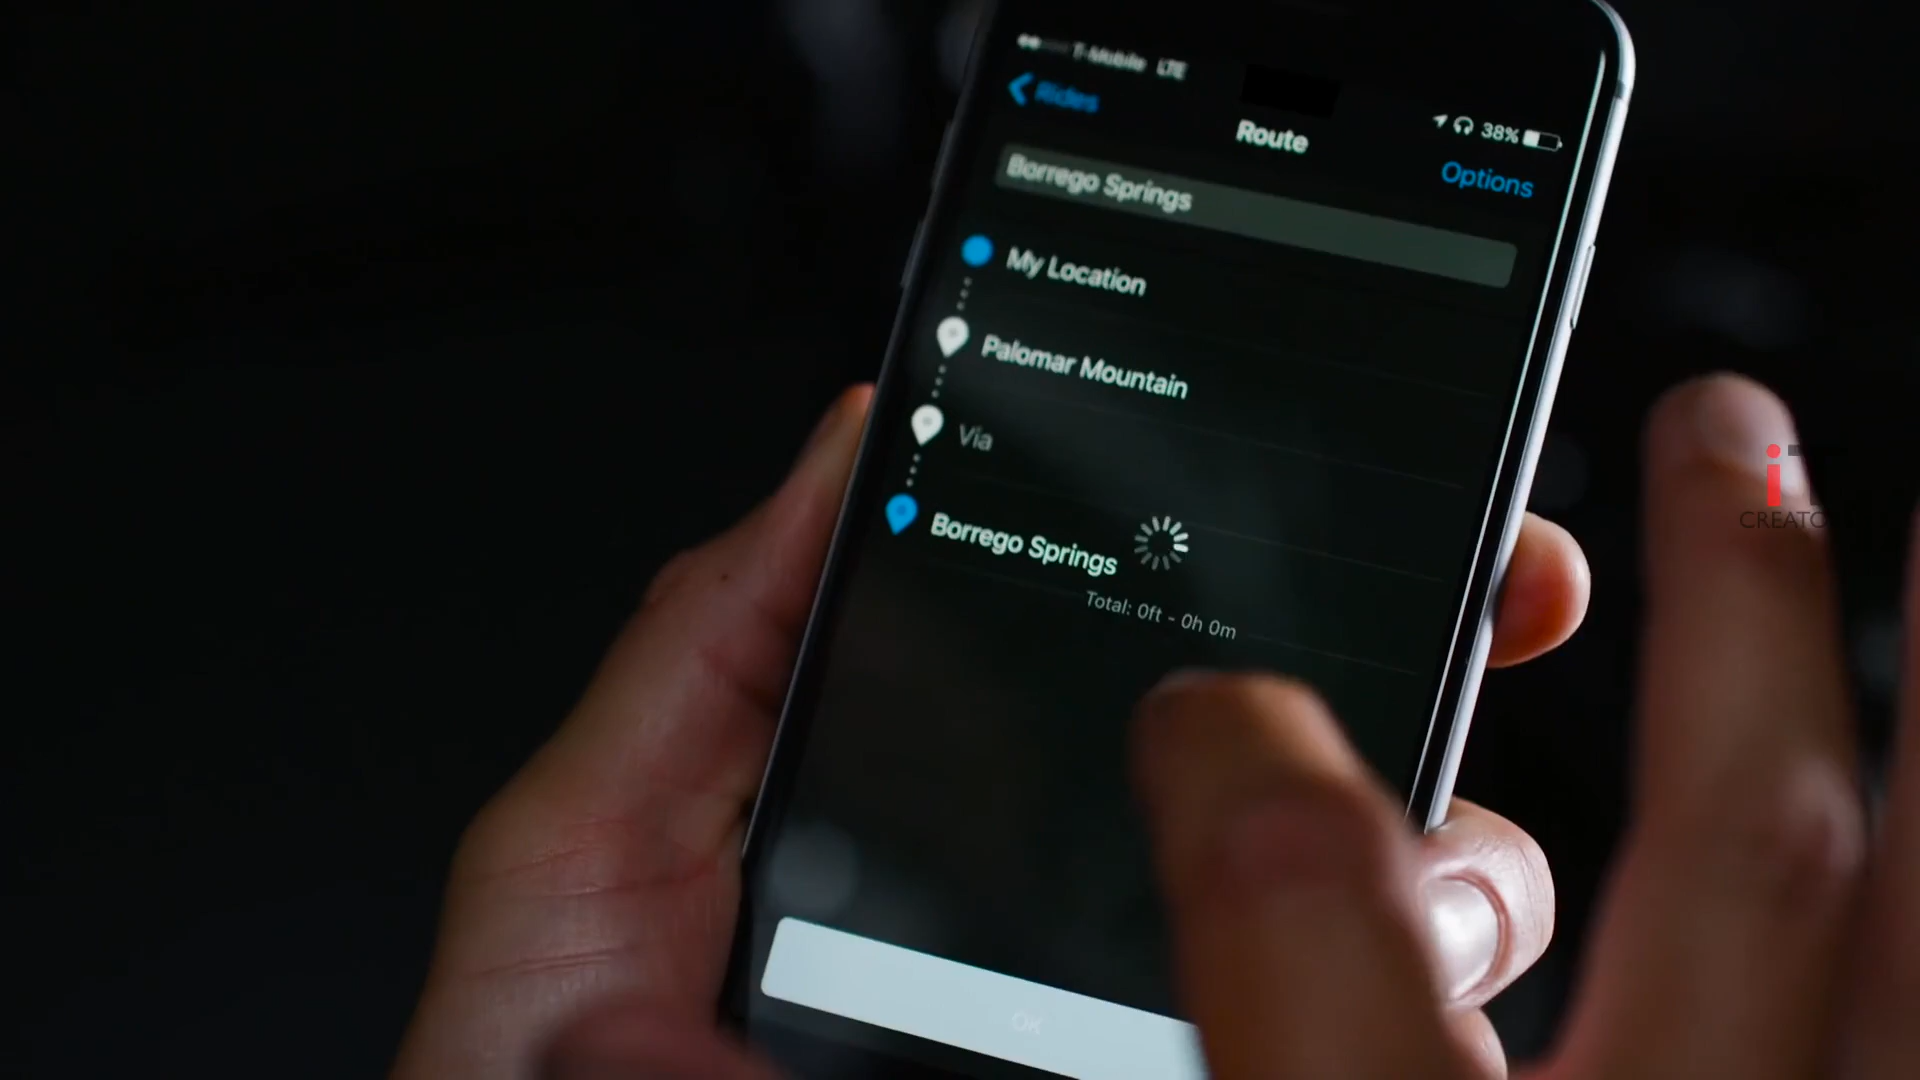 T-Mobile LTE
Rides
Route
38%
Options
Borrego Springs
My Location
Palomar Mountain
Via
Borrego Springs
Total: 0ft - 0h 0m
OK